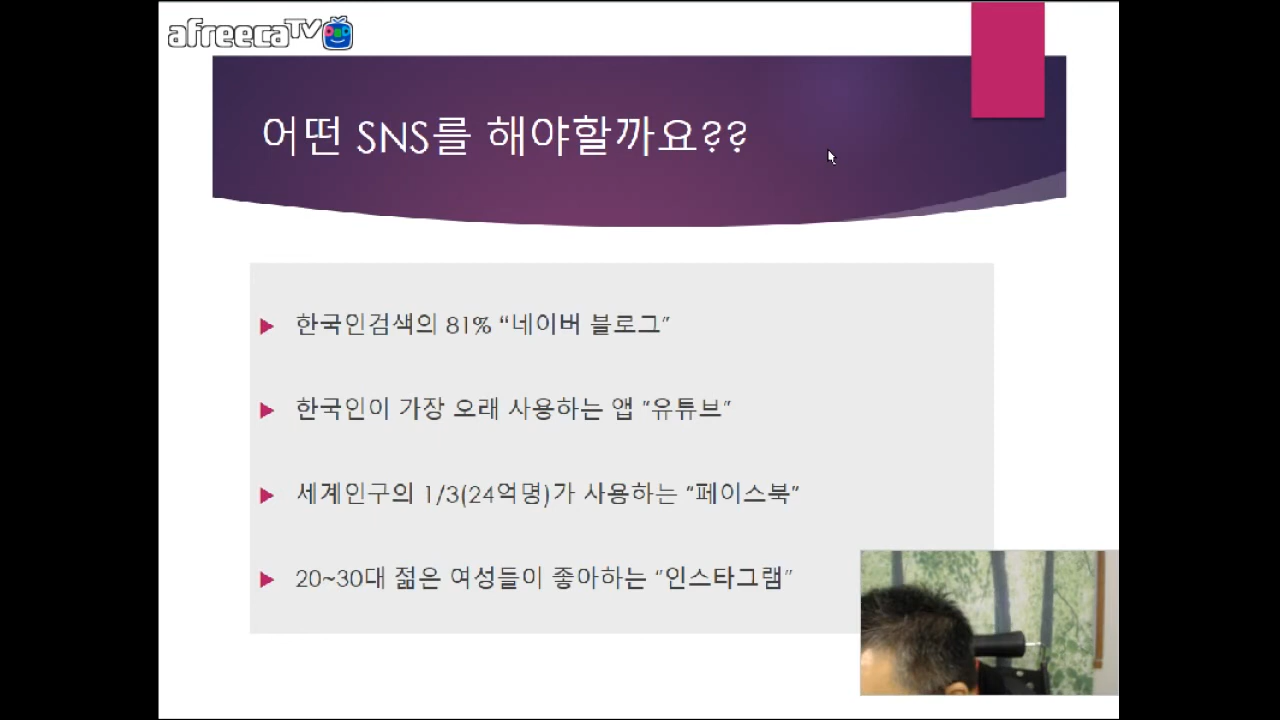 afreecaTV
어떤 SNS를 해야할까요??
한국인검색의 81% “네이버 블로그”
한국인이 가장 오래 사용하는 앱 “유튜브”
세계인구의 1/3(24억명)가 사용하는 “페이스북”
20~30대 젊은 여성들이 좋아하는 “인스타그램”